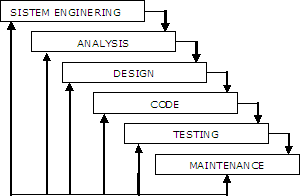 SISTEM ENGINERING
ANALYSIS
DESIGN
CODE
TESTING
MAINTENANCE